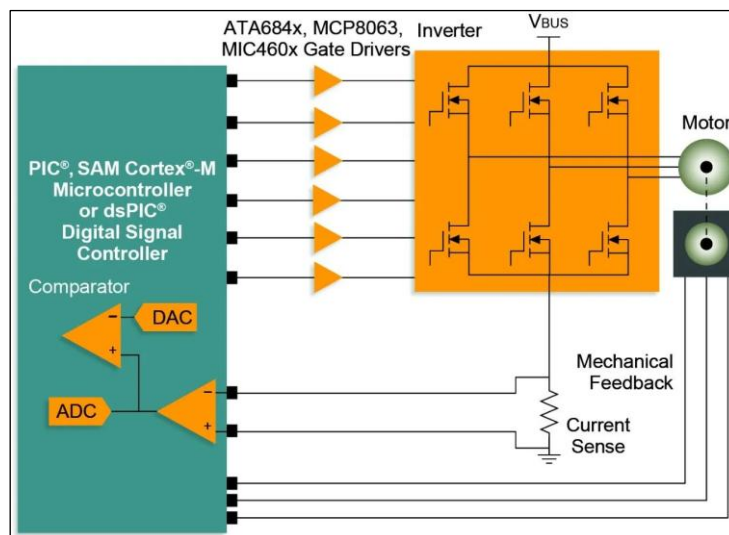 ATA684x, MCP8063,
MIC460x Gate Drivers
Inverter
VBUS
Motor
PIC®, SAM Cortex®-M
Microcontroller
or dsPIC®
Digital Signal
Controller
Comparator
–
DAC
+
ADC
–
+
Mechanical
Feedback
Current
Sense